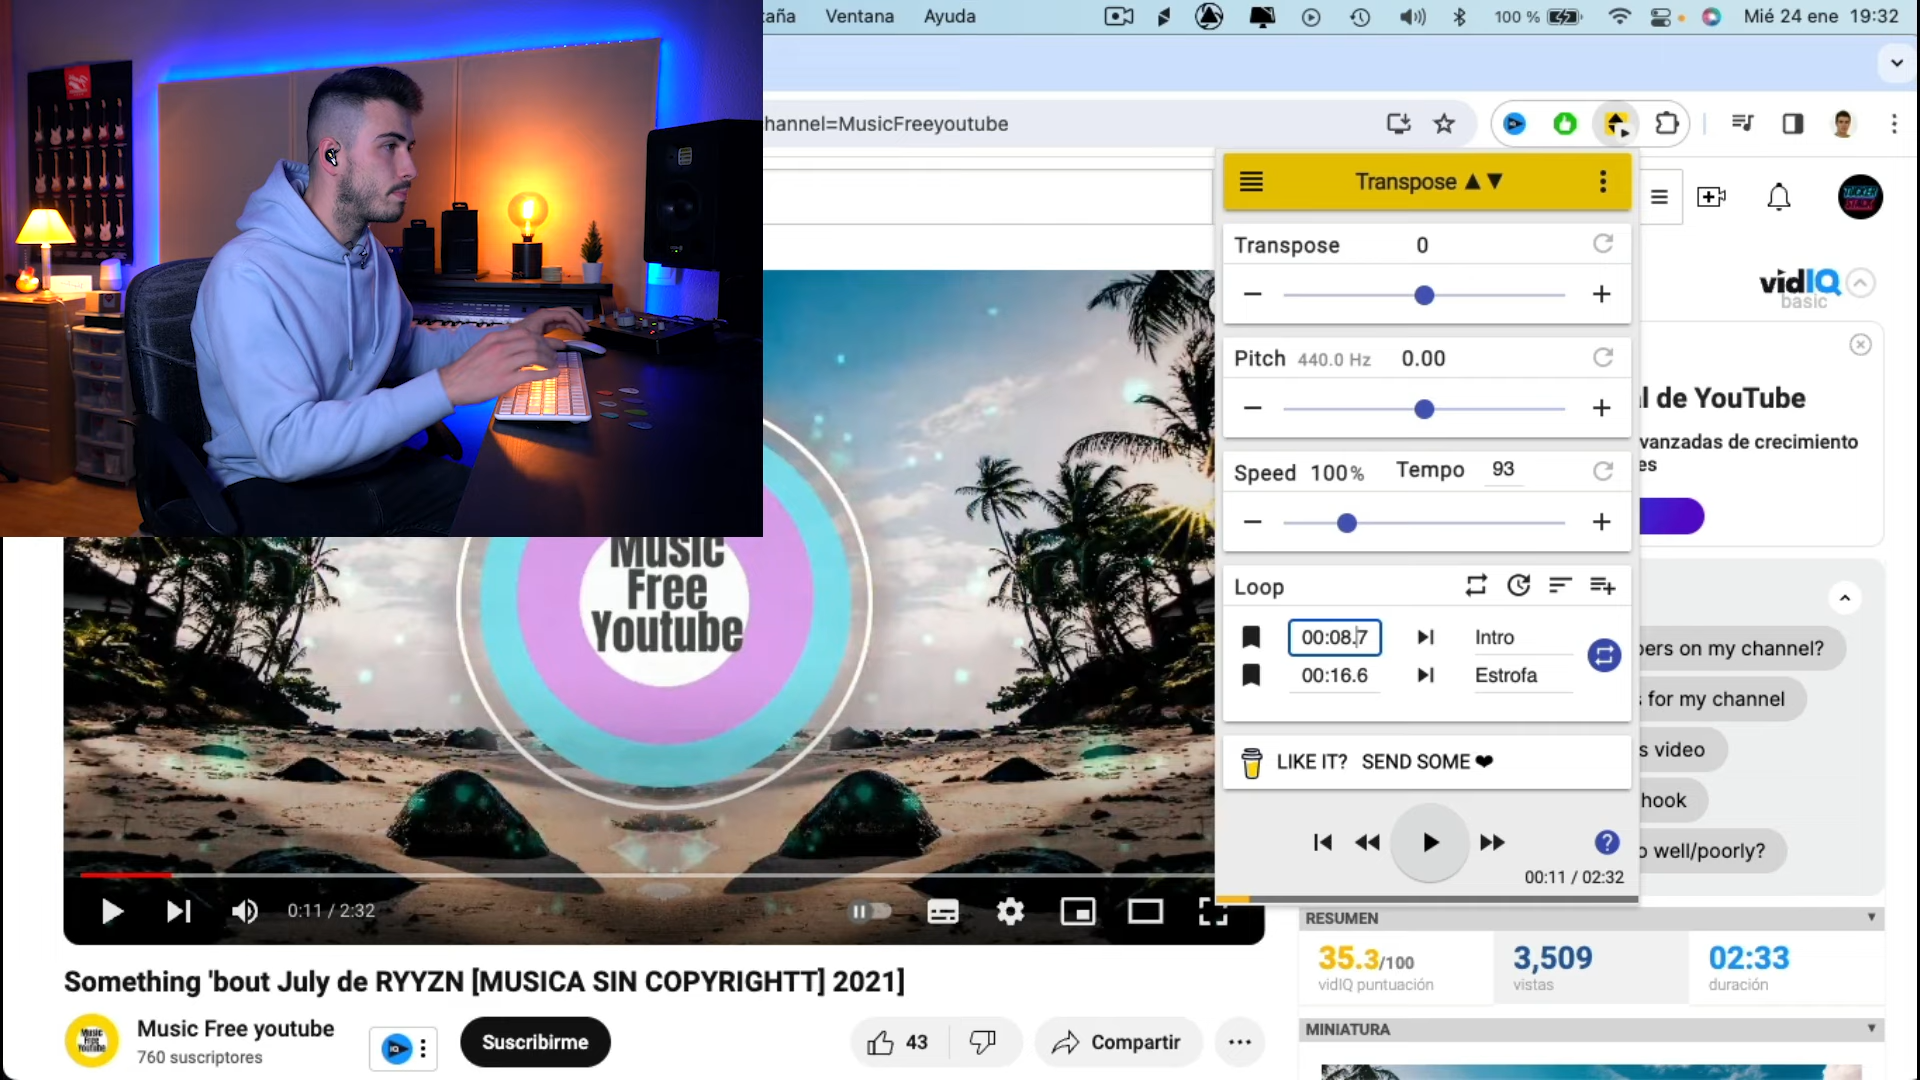 Ventana Ayuda
100 %
Mié 24 ene 19:32
hannel=MusicFreeyoutube
Transpose ▲▼
Transpose 0
Pitch 440.0 Hz 0.00
Speed 100% Tempo 93
Loop
00:08.7 Intro
00:16.6 Estrofa
LIKE IT? SEND SOME ❤
00:11 / 02:32
vidIQ
basic
l de YouTube
vanzadas de crecimiento
es
bers on my channel?
for my channel
s video
hook
o well/poorly?
Music
Free
Youtube
0:11 / 2:32
Something 'bout July de RYYZN [MUSICA SIN COPYRIGHTT] 2021]
Music Free youtube
760 suscriptores
Suscribirme
43
Compartir
RESUMEN
35.3/100
vidIQ puntuación
3,509
vistas
02:33
duración
MINIATURA